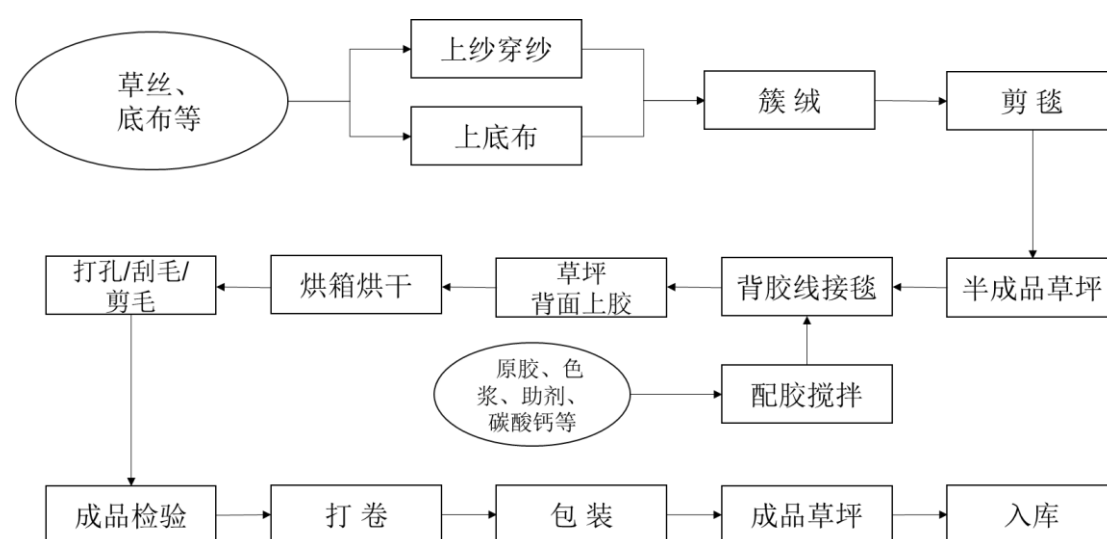 草丝、
底布等
上纱穿纱
上底布
簇 绒
剪 毯
打孔/刮毛/
剪毛
烘箱烘干
草坪
背面上胶
背胶线接毯
半成品草坪
原胶、色
浆、助剂、
碳酸钙等
配胶搅拌
成品检验
打 卷
包 装
成品草坪
入库